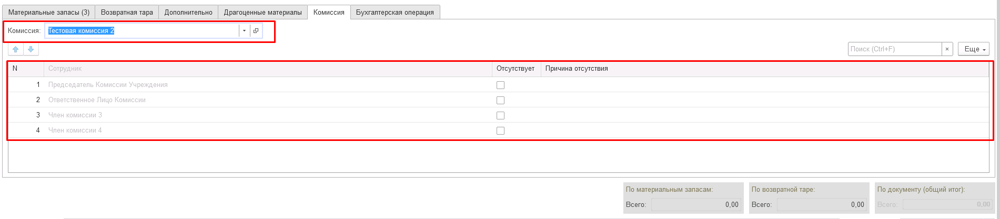 Материальные запасы (3) Возвратная тара Дополнительно Драгоценные материалы Комиссия Бухгалтерская операция
Комиссия: Тестовая комиссия 2
Поиск (Ctrl+F) × Еще
N Сотрудник Отсутствует Причина отсутствия
1 Председатель Комиссии Учреждения
2 Ответственное Лицо Комиссии
3 Член комиссии 3
4 Член комиссии 4
По материальным запасам: По возвратной таре: По документу (общий итог):
Всего: 0,00 Всего: 0,00 Всего: 0,00